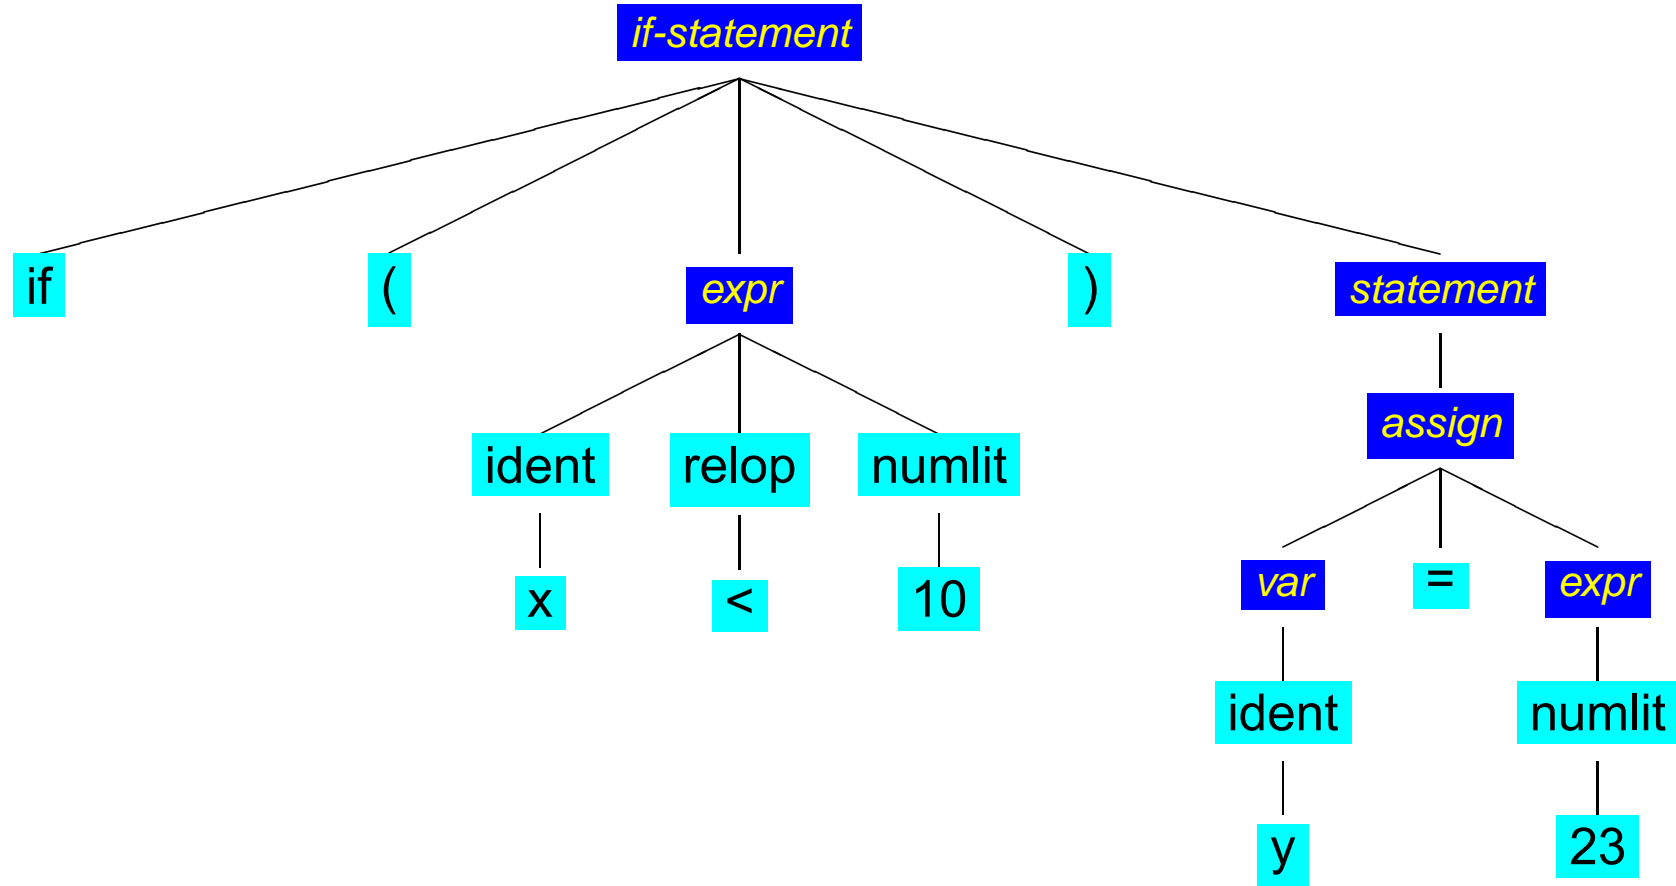 if-statement
if ( expr ) statement
assign
ident relop numlit
var = expr
x < 10
ident numlit
y 23